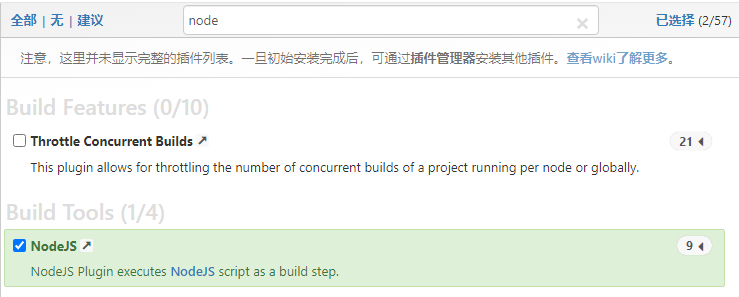 全部 | 无 | 建议 node 已选择 (2/57)
注意，这里并未显示完整的插件列表。一旦初始安装完成后，可通过插件管理器安装其他插件。查看wiki了解更多。
Build Features (0/10)
Throttle Concurrent Builds 21
This plugin allows for throttling the number of concurrent builds of a project running per node or globally.
Build Tools (1/4)
NodeJS 9
NodeJS Plugin executes NodeJS script as a build step.